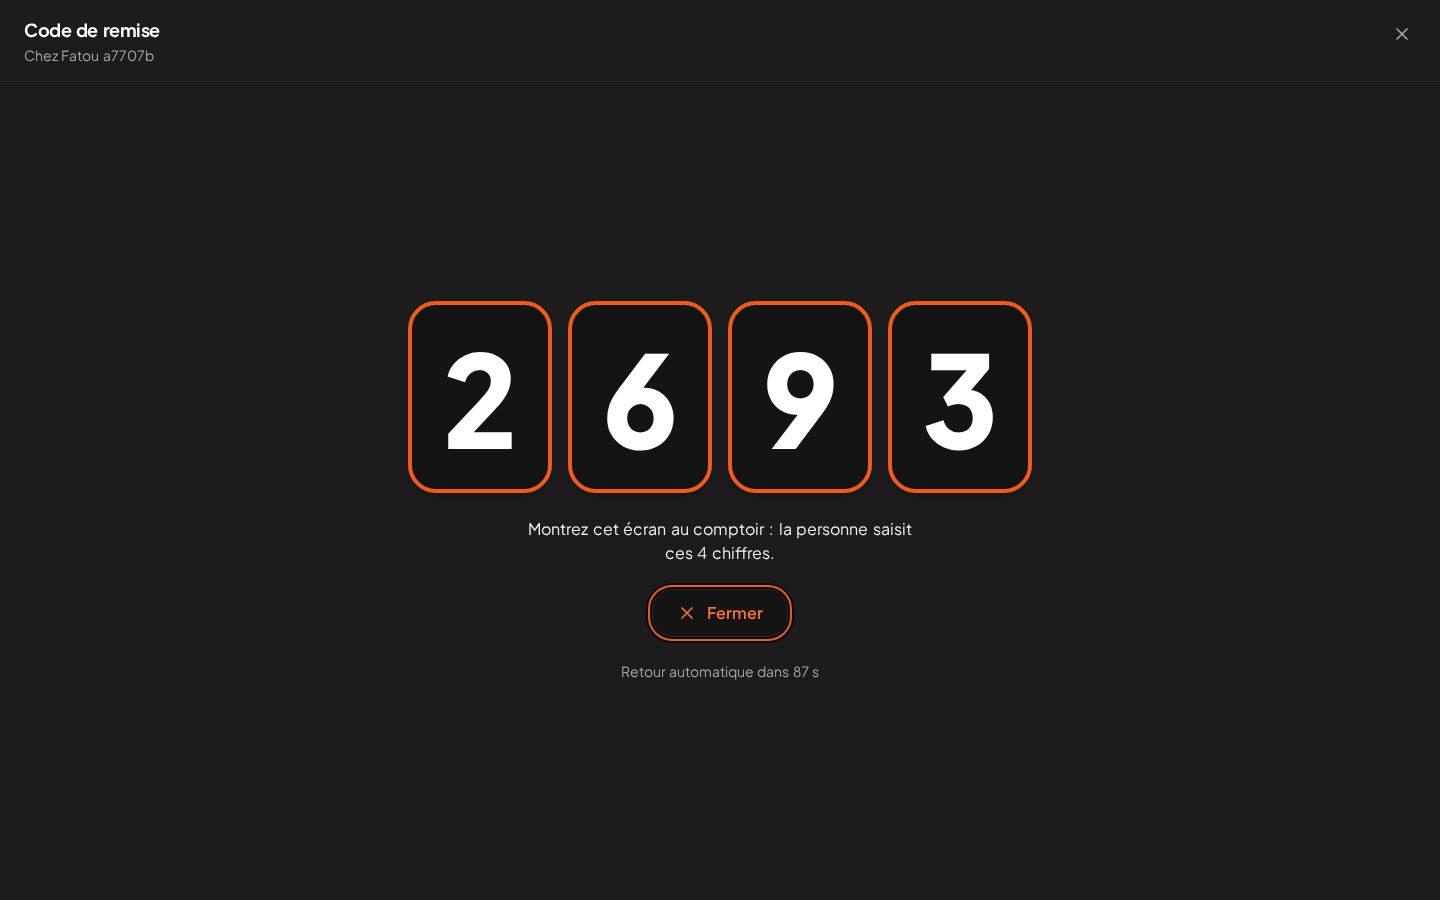 Code de remise
Chez Fatou a7707b
2 6 9 3
Montrez cet écran au comptoir : la personne saisit
ces 4 chiffres.
Fermer
Retour automatique dans 87 s